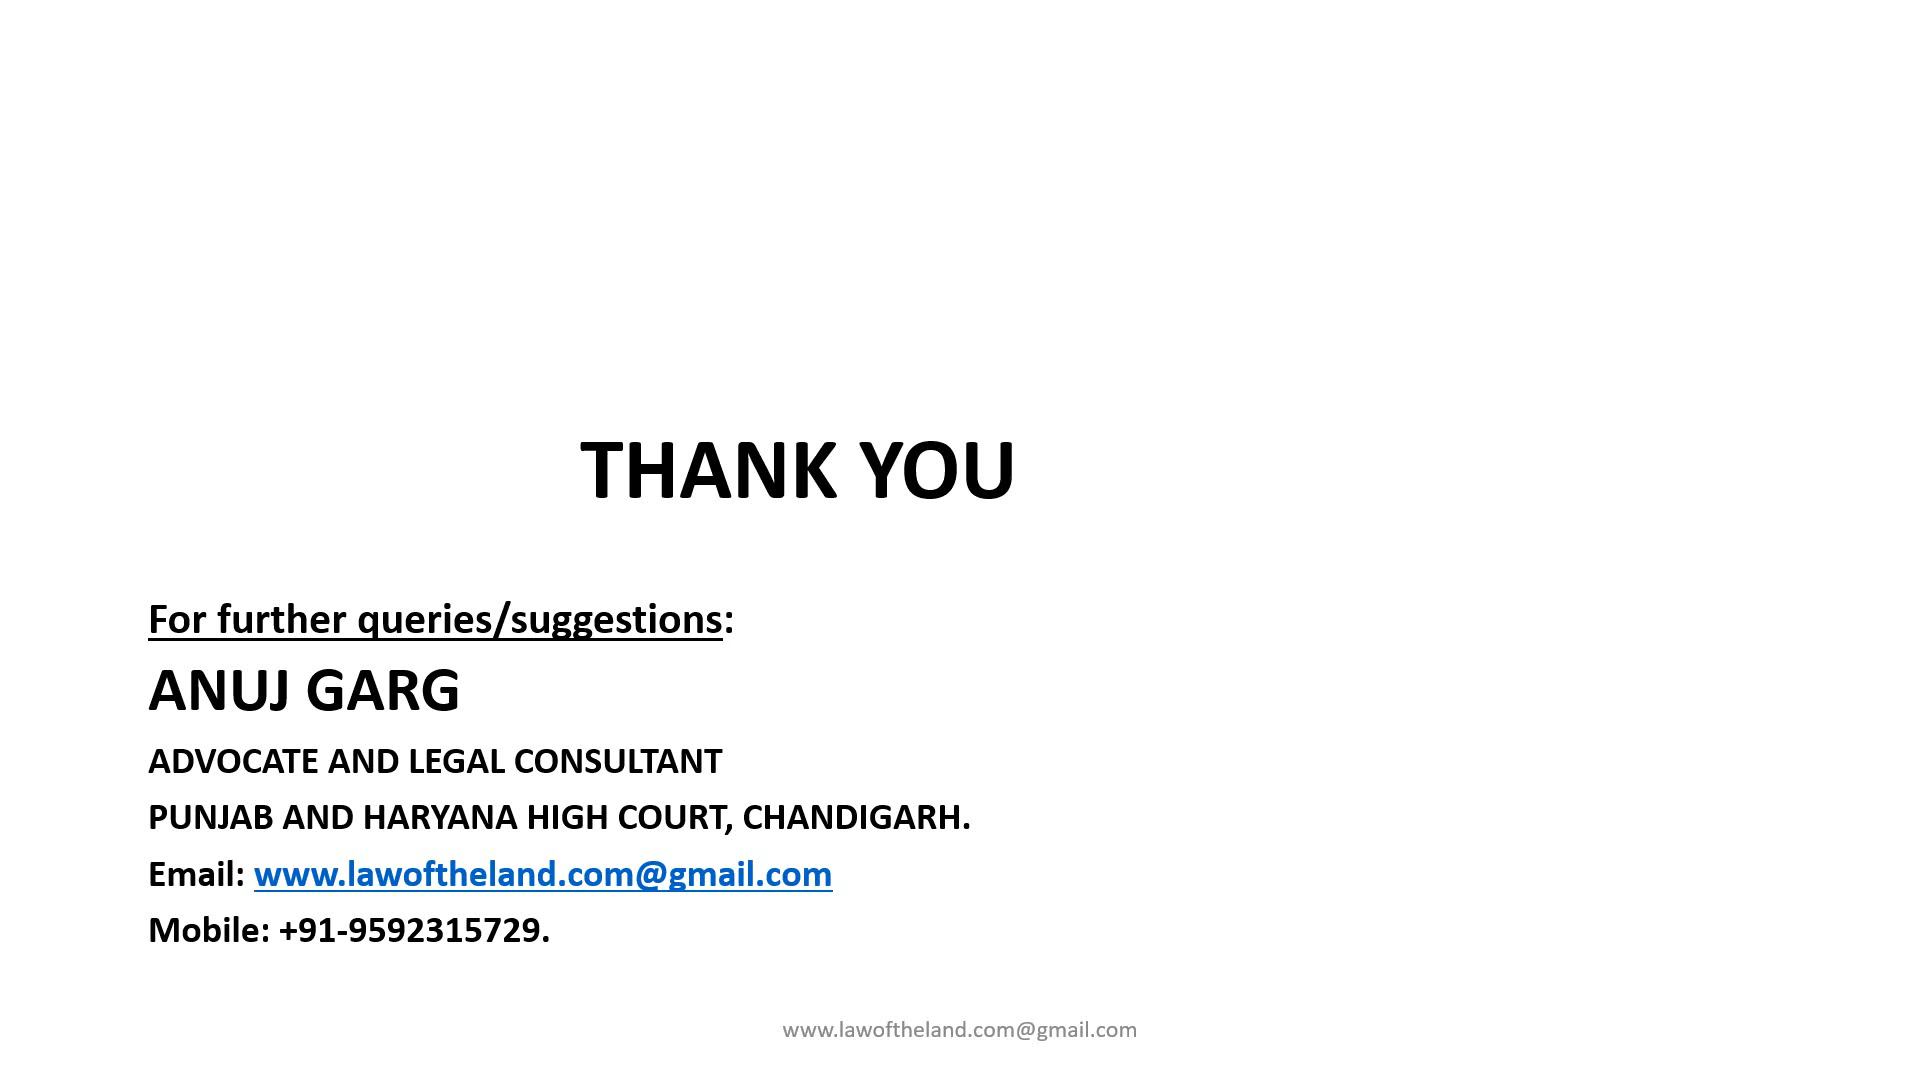 THANK YOU
For further queries/suggestions:
ANUJ GARG
ADVOCATE AND LEGAL CONSULTANT
PUNJAB AND HARYANA HIGH COURT, CHANDIGARH.
Email: www.lawoftheland.com@gmail.com
Mobile: +91-9592315729.
www.lawoftheland.com@gmail.com